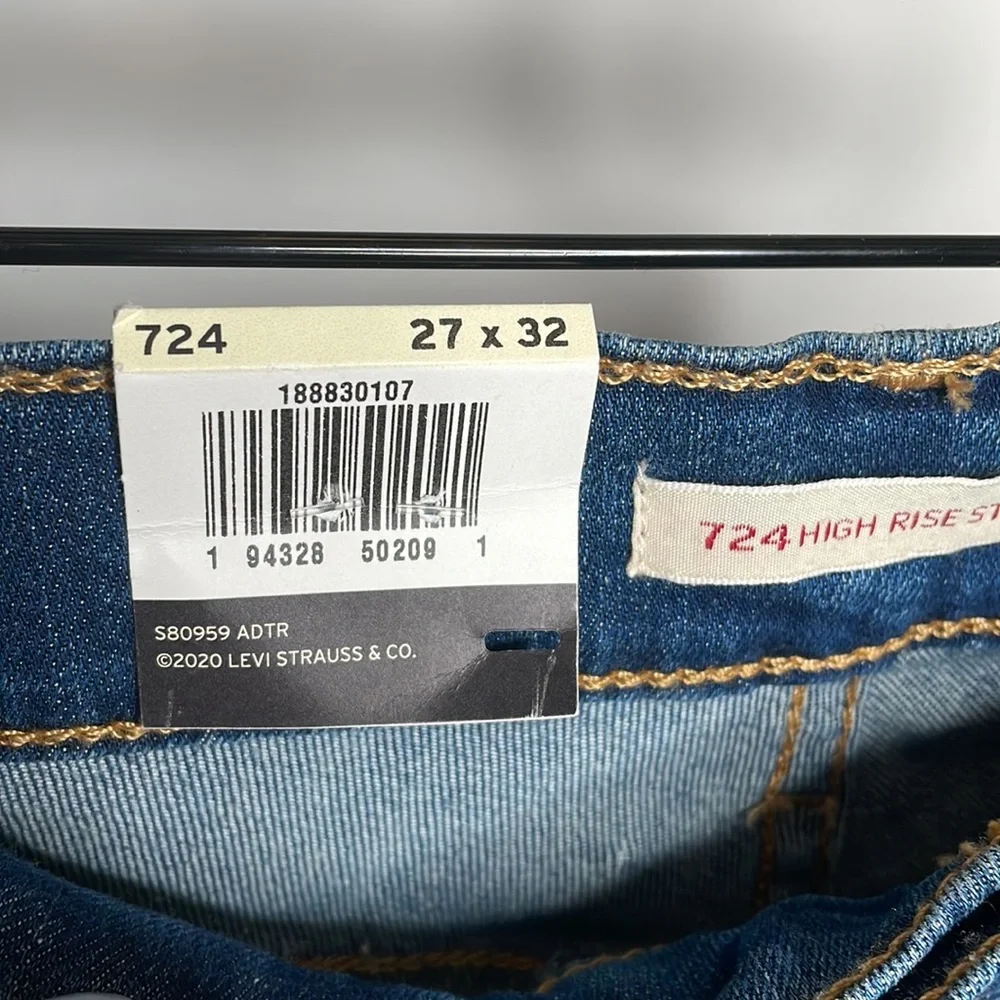 724 27 x 32
188830107
1 94328 50209 1
S80959 ADTR
©2020 LEVI STRAUSS & CO.
724 HIGH RISE ST